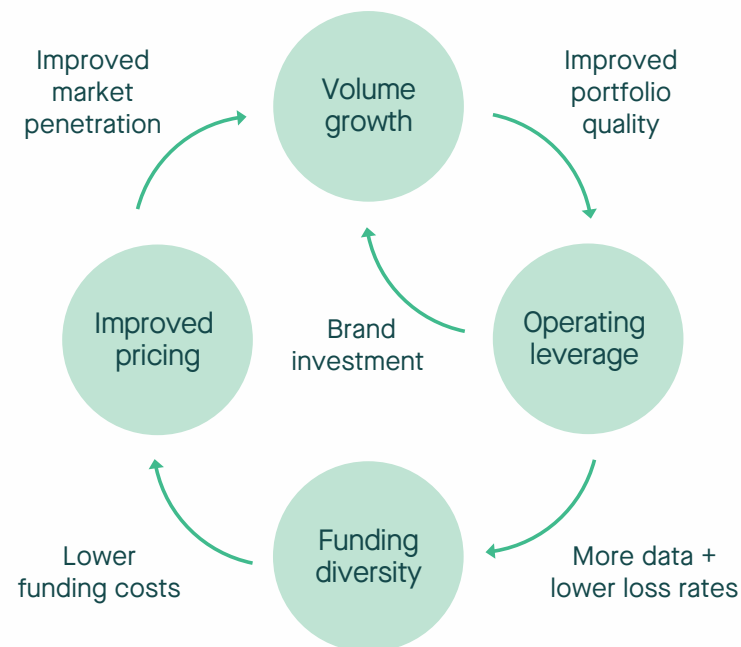 Improved
market
penetration
Volume
growth
Improved
portfolio
quality
Improved
pricing
Brand
investment
Operating
leverage
Lower
funding costs
Funding
diversity
More data +
lower loss rates